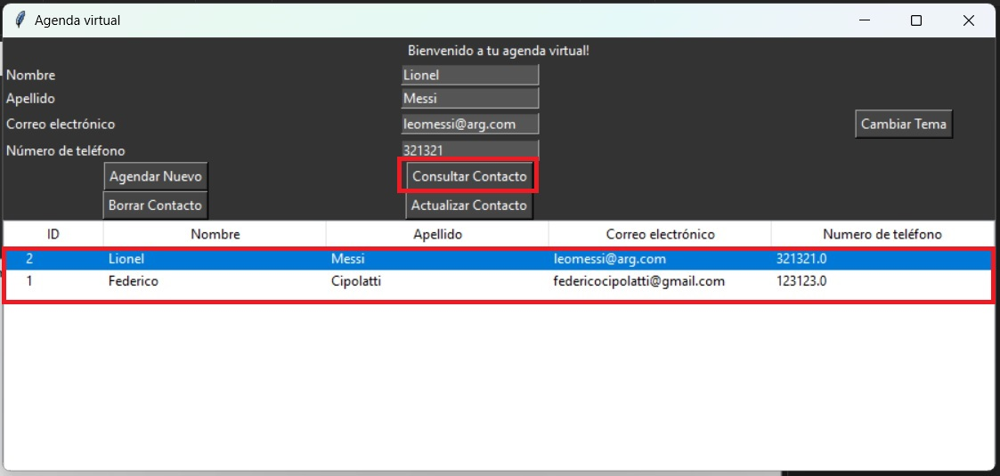 Agenda virtual
Bienvenido a tu agenda virtual!
Nombre Lionel
Apellido Messi
Correo electrónico leomessi@arg.com Cambiar Tema
Número de teléfono 321321
Agendar Nuevo Consultar Contacto
Borrar Contacto Actualizar Contacto
ID Nombre Apellido Correo electrónico Numero de teléfono
2 Lionel Messi leomessi@arg.com 321321.0
1 Federico Cipolatti federicocipolatti@gmail.com 123123.0